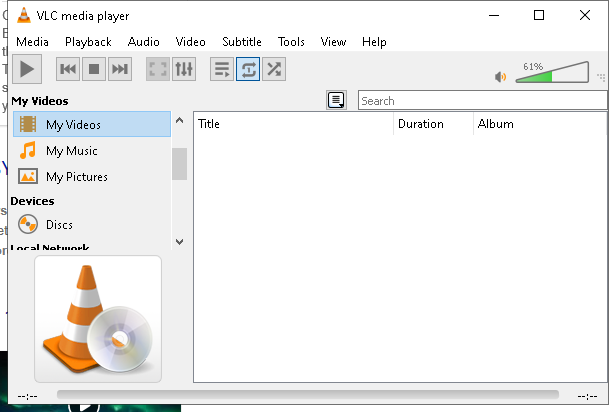 VLC media player
Media Playback Audio Video Subtitle Tools View Help
61%
My Videos
Search
My Videos
My Music
My Pictures
Devices
Discs
Local Network
Title Duration Album
--:-- --:--